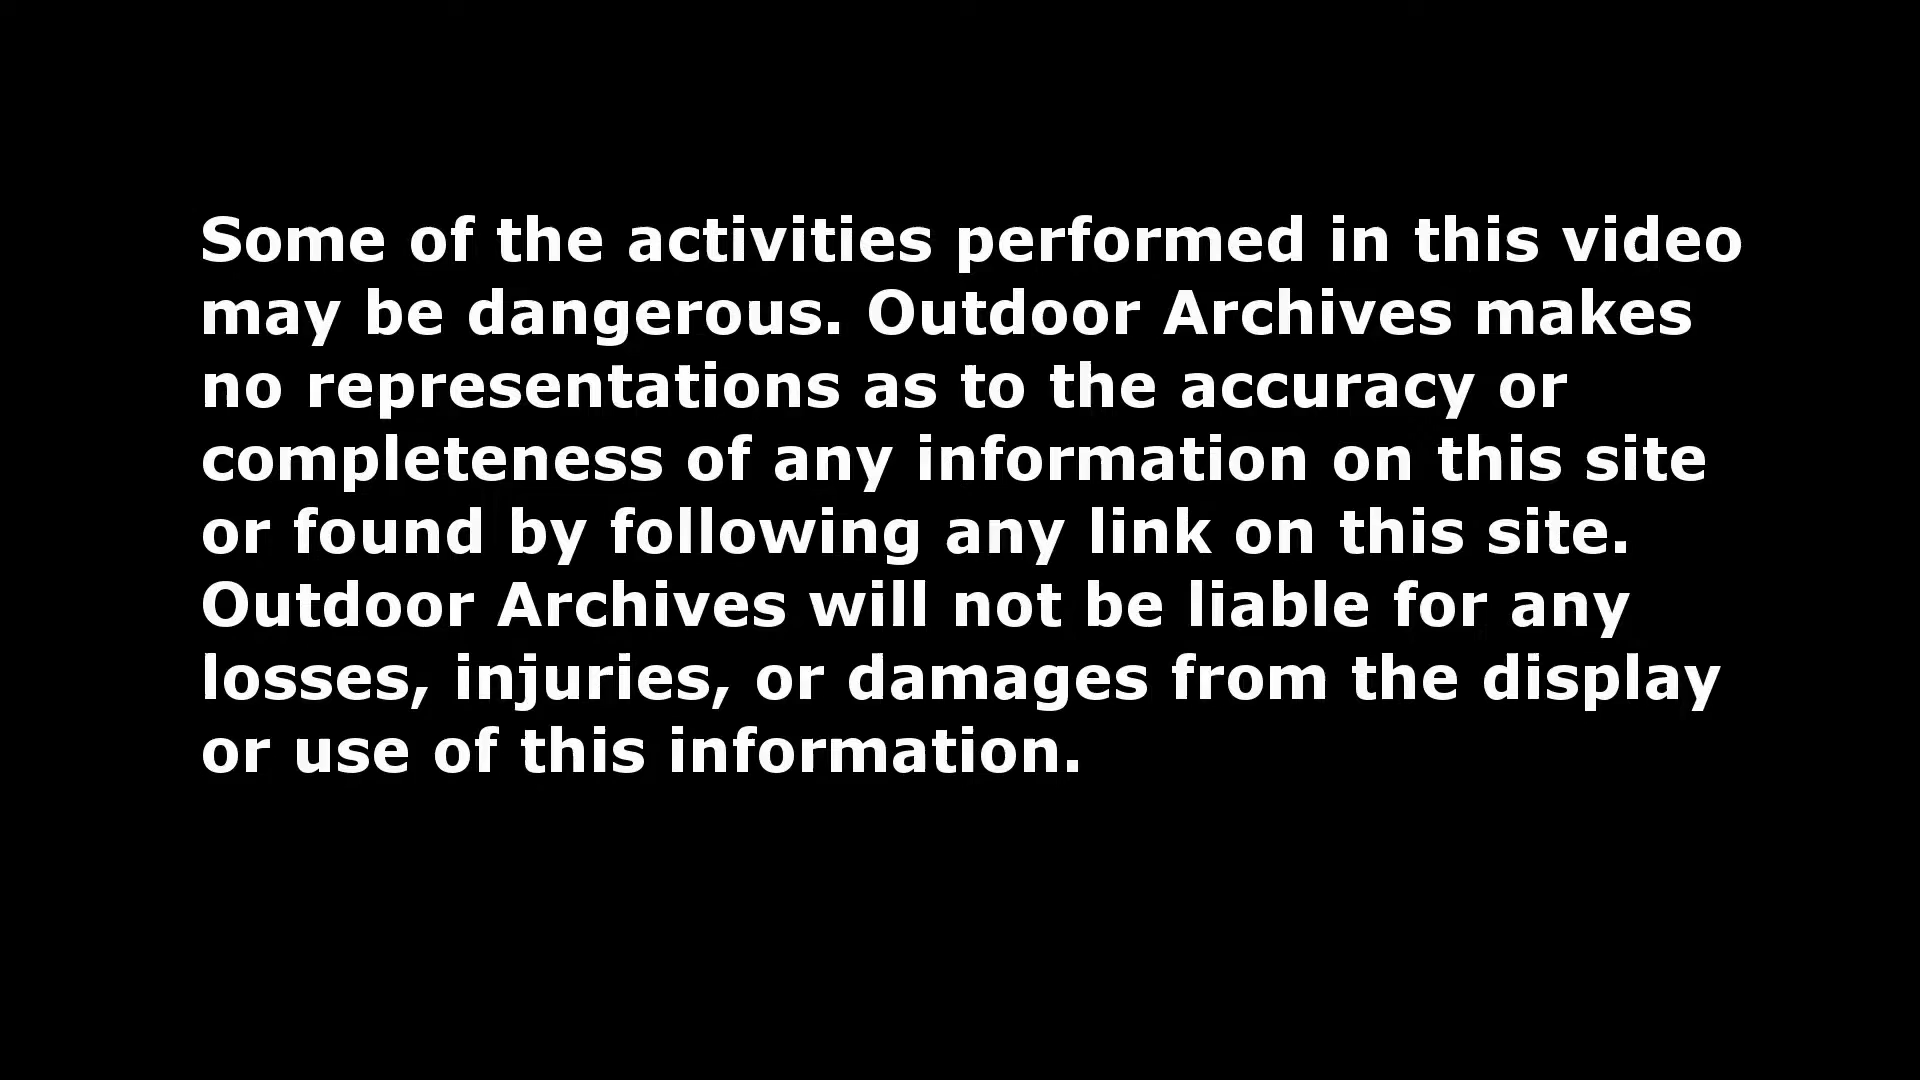 Some of the activities performed in this video
may be dangerous. Outdoor Archives makes
no representations as to the accuracy or
completeness of any information on this site
or found by following any link on this site.
Outdoor Archives will not be liable for any
losses, injuries, or damages from the display
or use of this information.